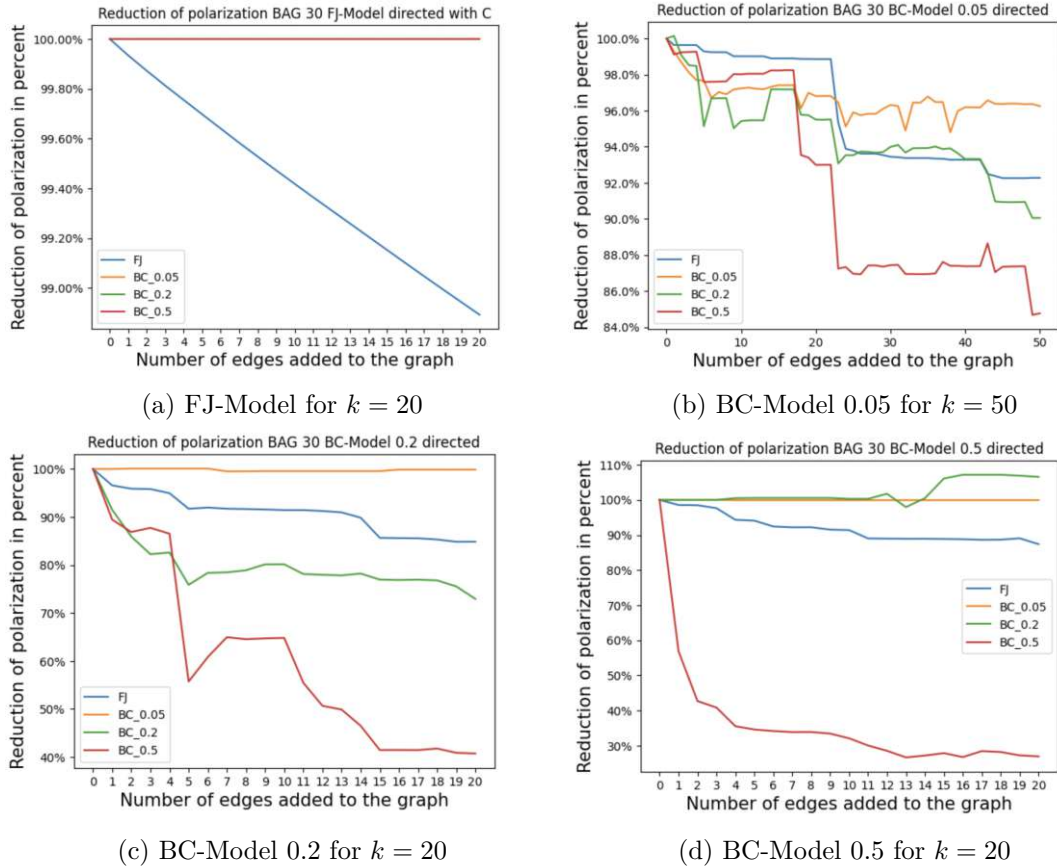 Reduction of polarization BAG 30 FJ-Model directed with C
Reduction of polarization in percent
100.00%
99.80%
99.60%
99.40%
99.20%
99.00%
FJ
BC_0.05
BC_0.2
BC_0.5
0 1 2 3 4 5 6 7 8 9 10 11 12 13 14 15 16 17 18 19 20
Number of edges added to the graph
(a) FJ-Model for k = 20
Reduction of polarization BAG 30 BC-Model 0.05 directed
Reduction of polarization in percent
100.0%
98.0%
96.0%
94.0%
92.0%
90.0%
88.0%
86.0%
84.0%
FJ
BC_0.05
BC_0.2
BC_0.5
0 10 20 30 40 50
Number of edges added to the graph
(b) BC-Model 0.05 for k = 50
Reduction of polarization BAG 30 BC-Model 0.2 directed
Reduction of polarization in percent
100%
90%
80%
70%
60%
50%
40%
FJ
BC_0.05
BC_0.2
BC_0.5
0 1 2 3 4 5 6 7 8 9 10 11 12 13 14 15 16 17 18 19 20
Number of edges added to the graph
(c) BC-Model 0.2 for k = 20
Reduction of polarization BAG 30 BC-Model 0.5 directed
Reduction of polarization in percent
110%
100%
90%
80%
70%
60%
50%
40%
30%
FJ
BC_0.05
BC_0.2
BC_0.5
0 1 2 3 4 5 6 7 8 9 10 11 12 13 14 15 16 17 18 19 20
Number of edges added to the graph
(d) BC-Model 0.5 for k = 20